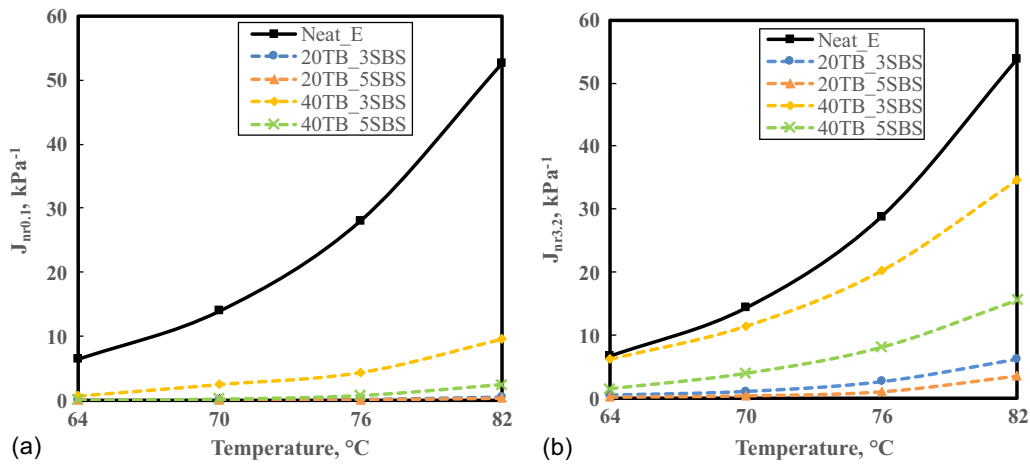 60
50
40
30
20
10
0
J_nr0.1, kPa⁻¹
Neat_E
20TB_3SBS
20TB_5SBS
40TB_3SBS
40TB_5SBS
64 70 76 82
Temperature, °C
(a)
60
50
40
30
20
10
0
J_nr3.2, kPa⁻¹
Neat_E
20TB_3SBS
20TB_5SBS
40TB_3SBS
40TB_5SBS
64 70 76 82
Temperature, °C
(b)